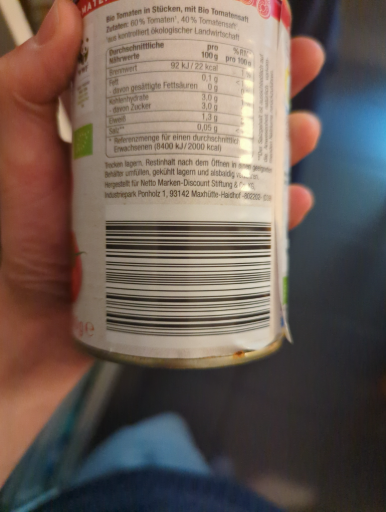 Bio Tomaten in Stücken, mit Bio Tomatensaft
Zutaten: 60% Tomaten*, 40% Tomatensaft*
*aus kontrolliert ökologischer Landwirtschaft
Durchschnittliche Nährwerte pro 100 g %RM* pro 100 g
Brennwert 92 kJ/22 kcal
Fett 0,1 g
davon gesättigte Fettsäuren 0 g
Kohlenhydrate 3,0 g
davon Zucker 3,0 g
Eiweiß 1,3 g
Salz 0,05 g
*Referenzmenge für einen durchschnittlichen
Erwachsenen (8400 kJ/2000 kcal)
Trocken lagern. Restinhalt nach dem Öffnen in
Behälter umfüllen, gekühlt lagern und alsbald
Hergestellt für Netto Marken-Discount Stiftung &
Industriepark Ponholz 1, 93142 Maxhütte-Haidhof